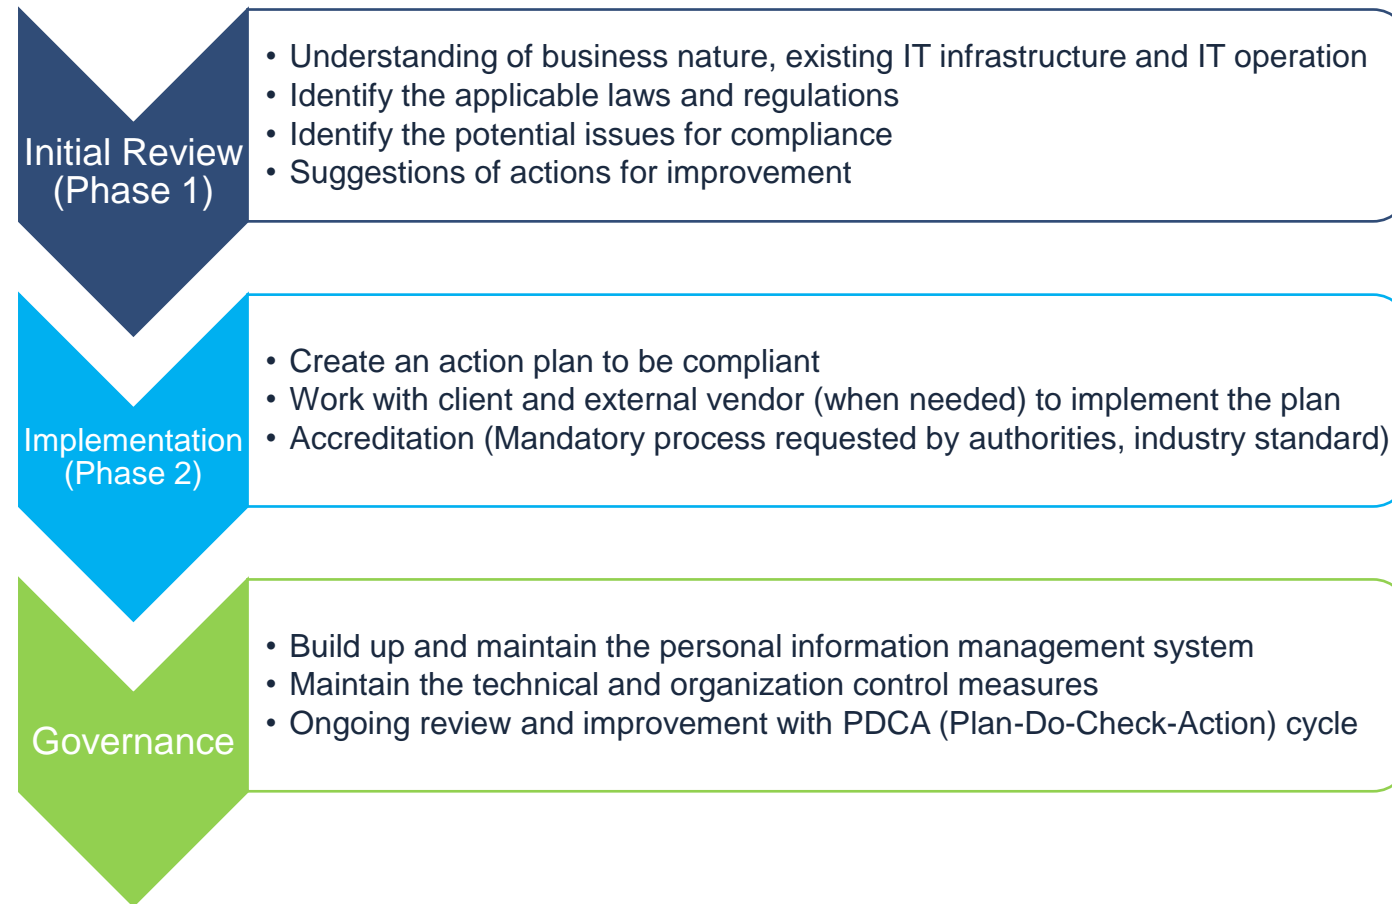 Initial Review
(Phase 1)
• Understanding of business nature, existing IT infrastructure and IT operation
• Identify the applicable laws and regulations
• Identify the potential issues for compliance
• Suggestions of actions for improvement
Implementation
(Phase 2)
• Create an action plan to be compliant
• Work with client and external vendor (when needed) to implement the plan
• Accreditation (Mandatory process requested by authorities, industry standard)
Governance
• Build up and maintain the personal information management system
• Maintain the technical and organization control measures
• Ongoing review and improvement with PDCA (Plan-Do-Check-Action) cycle